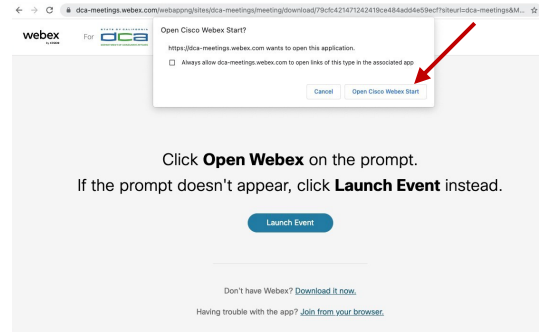 dca-meetings.webex.com/webappng/sites/dca-meetings/meeting/download/79cfc421471242419ce484add4e59ecf?siteurl=dca-meetings&M...
webex
For
dca
Open Cisco Webex Start?
https://dca-meetings.webex.com wants to open this application.
Always allow dca-meetings.webex.com to open links of this type in the associated app
Cancel Open Cisco Webex Start
Click Open Webex on the prompt.
If the prompt doesn't appear, click Launch Event instead.
Launch Event
Don't have Webex? Download it now.
Having trouble with the app? Join from your browser.